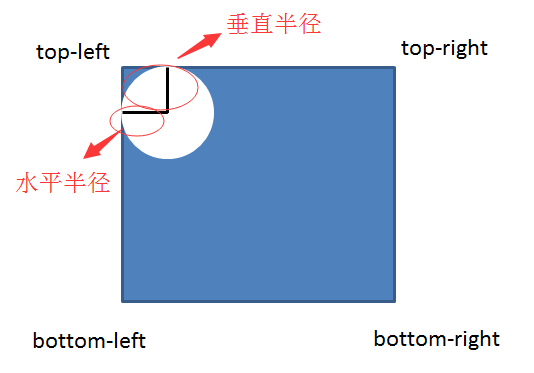 垂直半径
top-left
top-right
水平半径
bottom-left
bottom-right